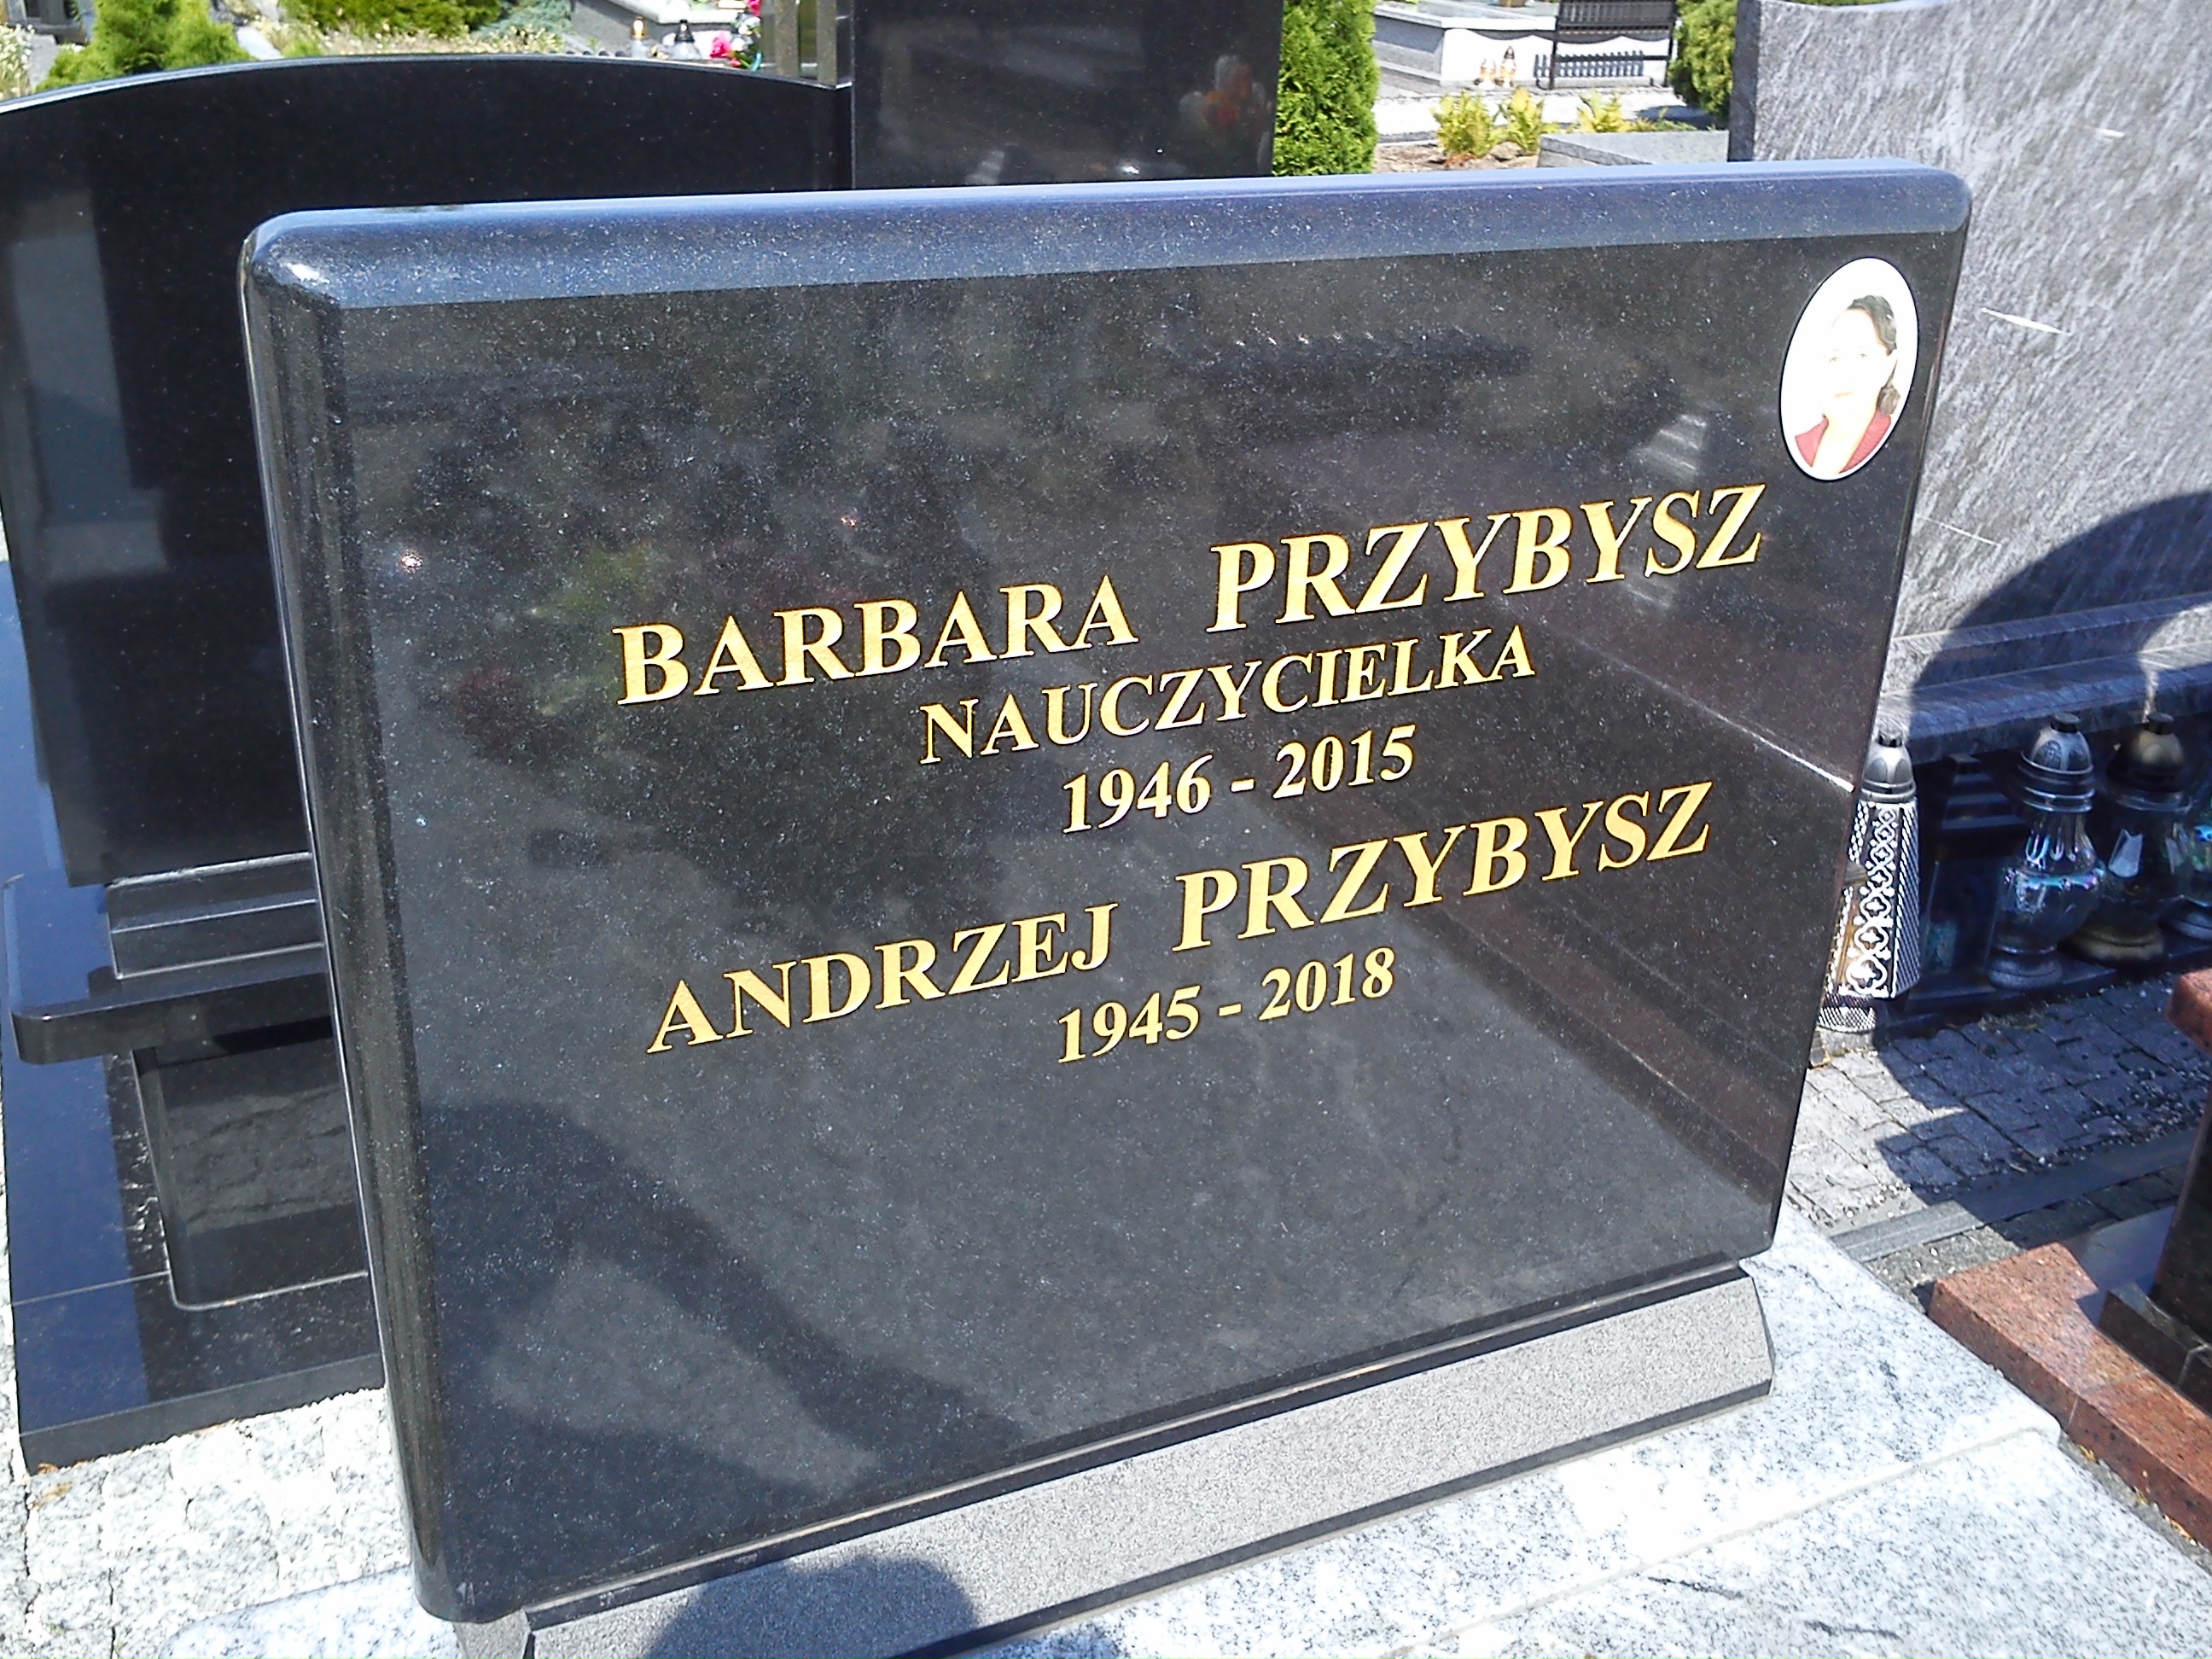 BARBARA PRZYBYSZ
NAUCZYCIELKA
1946 - 2015
ANDRZEJ PRZYBYSZ
1945 - 2018